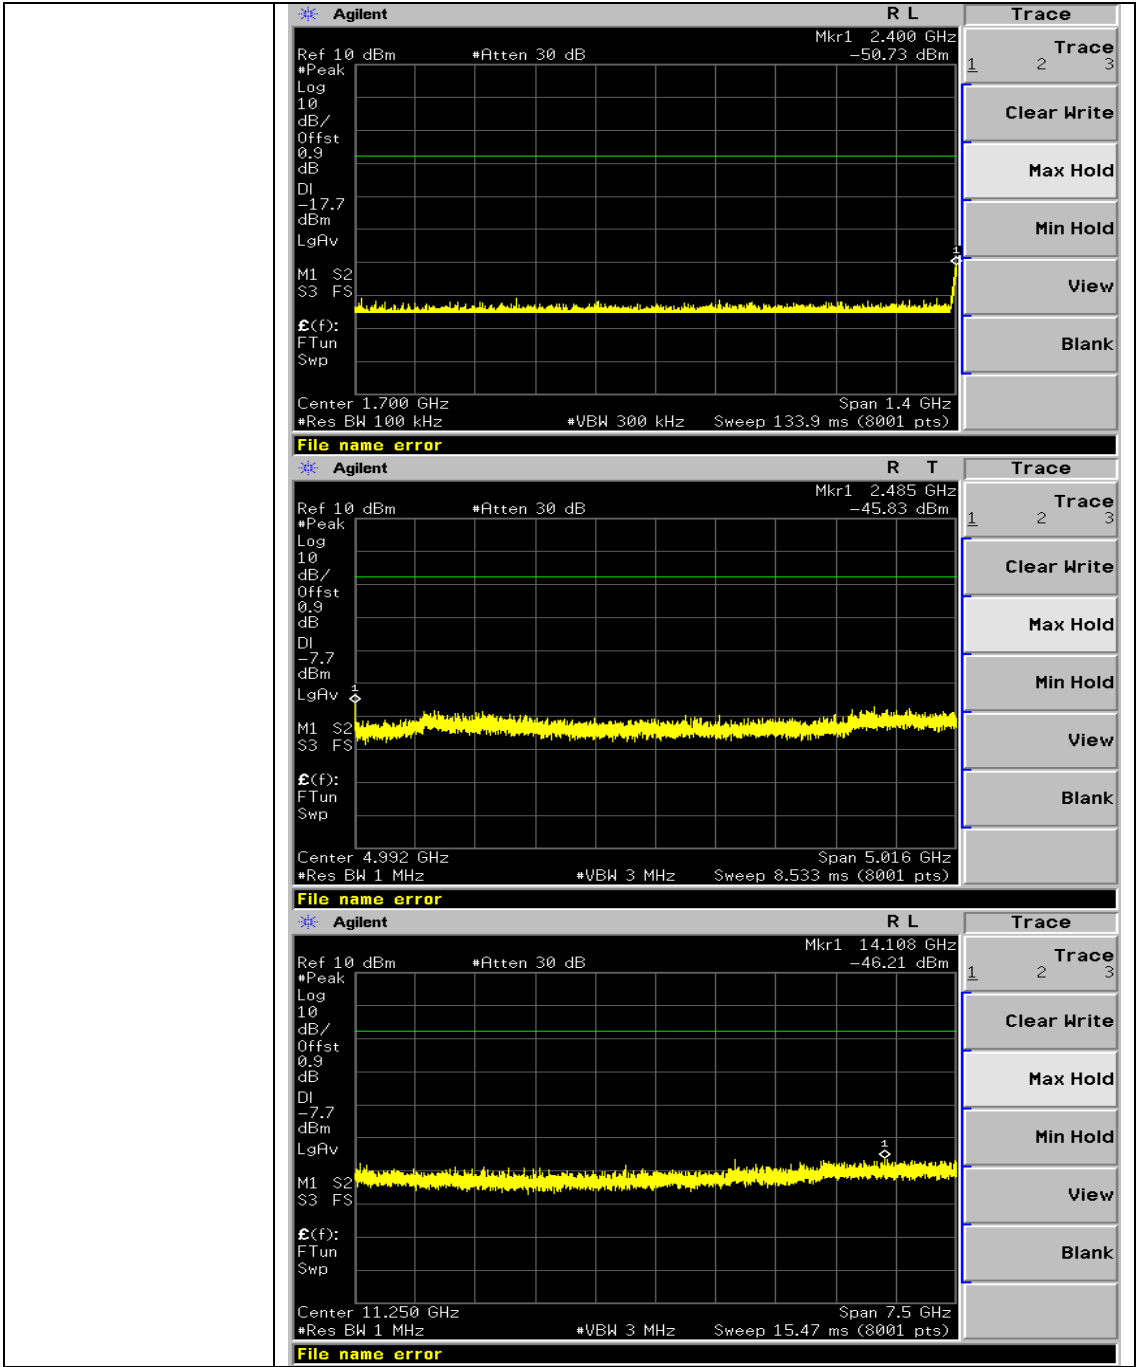 Agilent R L Trace
Mkr1 2.400 GHz
Ref 10 dBm #Atten 30 dB -50.73 dBm
#Peak
Log
10
dB/
Offst
0.9
dB
DI
-17.7
dBm
LgAv
M1 S2
S3 FS
£(f):
FTun
Swp
1
Center 1.700 GHz Span 1.4 GHz
#Res BW 100 kHz #VBW 300 kHz Sweep 133.9 ms (8001 pts)
Trace
1 2 3
Clear Write
Max Hold
Min Hold
View
Blank
File name error
Agilent R T Trace
Mkr1 2.485 GHz
Ref 10 dBm #Atten 30 dB -45.83 dBm
#Peak
Log
10
dB/
Offst
0.9
dB
DI
-7.7
dBm
LgAv
M1 S2
S3 FS
£(f):
FTun
Swp
1
Center 4.992 GHz Span 5.016 GHz
#Res BW 1 MHz #VBW 3 MHz Sweep 8.533 ms (8001 pts)
Trace
1 2 3
Clear Write
Max Hold
Min Hold
View
Blank
File name error
Agilent R L Trace
Mkr1 14.108 GHz
Ref 10 dBm #Atten 30 dB -46.21 dBm
#Peak
Log
10
dB/
Offst
0.9
dB
DI
-7.7
dBm
LgAv
M1 S2
S3 FS
£(f):
FTun
Swp
1
Center 11.250 GHz Span 7.5 GHz
#Res BW 1 MHz #VBW 3 MHz Sweep 15.47 ms (8001 pts)
Trace
1 2 3
Clear Write
Max Hold
Min Hold
View
Blank
File name error